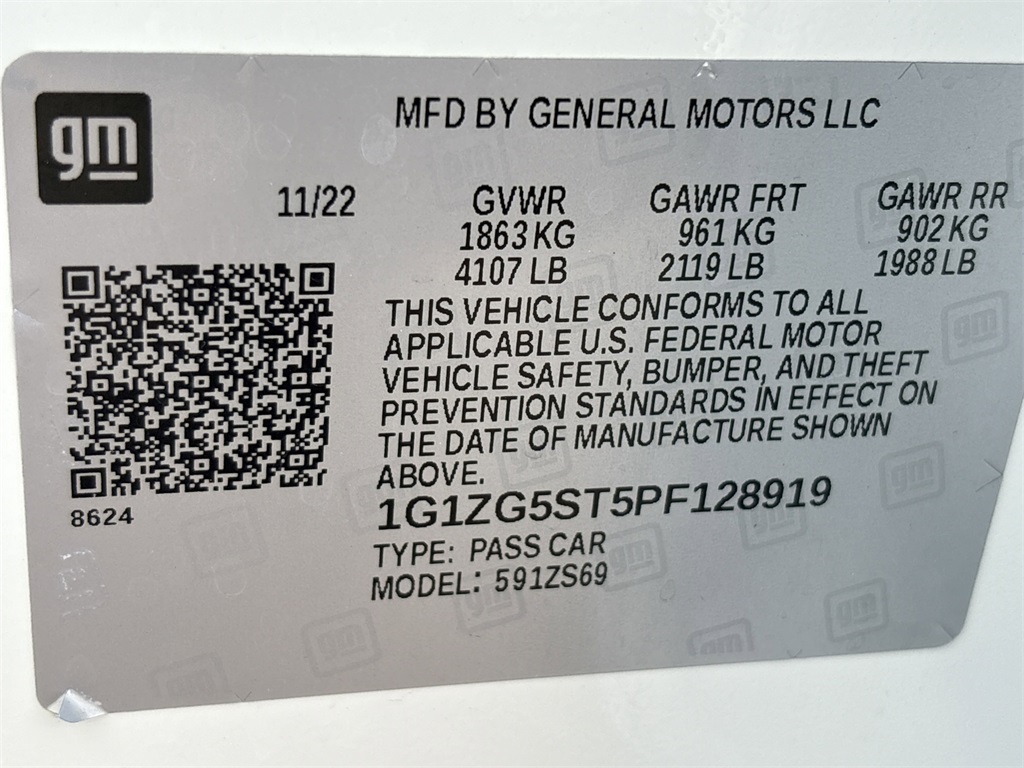 gm
MFD BY GENERAL MOTORS LLC
11/22 GVWR GAWR FRT GAWR RR
1863 KG 961 KG 902 KG
4107 LB 2119 LB 1988 LB
THIS VEHICLE CONFORMS TO ALL
APPLICABLE U.S. FEDERAL MOTOR
VEHICLE SAFETY, BUMPER, AND THEFT
PREVENTION STANDARDS IN EFFECT ON
THE DATE OF MANUFACTURE SHOWN
ABOVE.
8624
1G1ZG5ST5PF128919
TYPE: PASS CAR
MODEL: 591ZS69